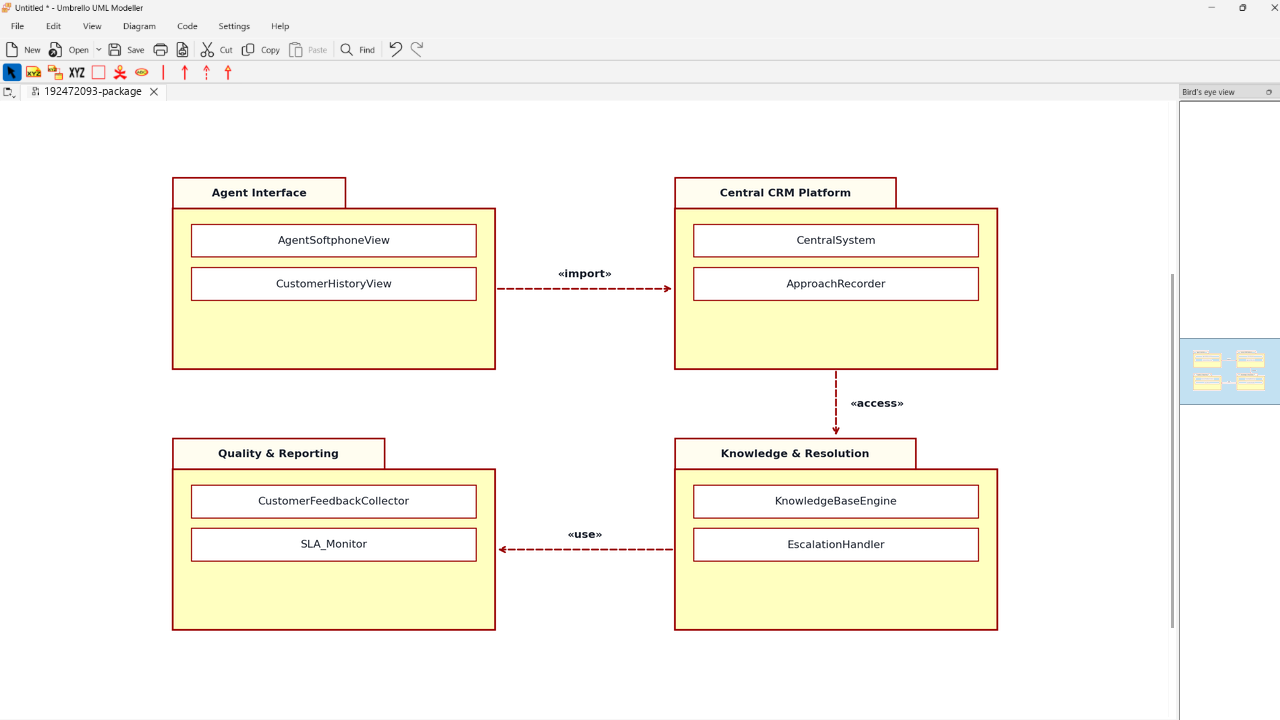 Untitled * - Umbrello UML Modeller
File Edit View Diagram Code Settings Help
New Open Save Cut Copy Paste Find
XYZ XYZ ABC
192472093-package
Bird's eye view
Agent Interface
AgentSoftphoneView
CustomerHistoryView
«import»
Central CRM Platform
CentralSystem
ApproachRecorder
«access»
Quality & Reporting
CustomerFeedbackCollector
SLA_Monitor
«use»
Knowledge & Resolution
KnowledgeBaseEngine
EscalationHandler